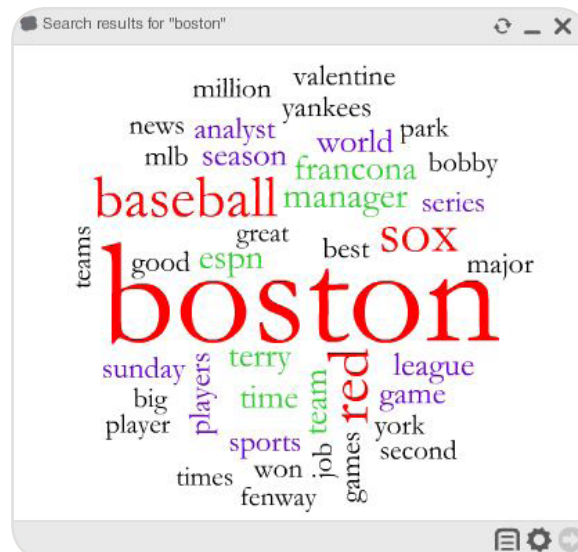 Search results for "boston"
million
valentine
yankees
news
analyst
world
park
mlb
season
francona
bobby
baseball
manager
series
teams
great
best
sox
good
espn
major
boston
sunday
players
terry
red
league
big
time
team
game
player
york
sports
job
games
second
times
won
fenway